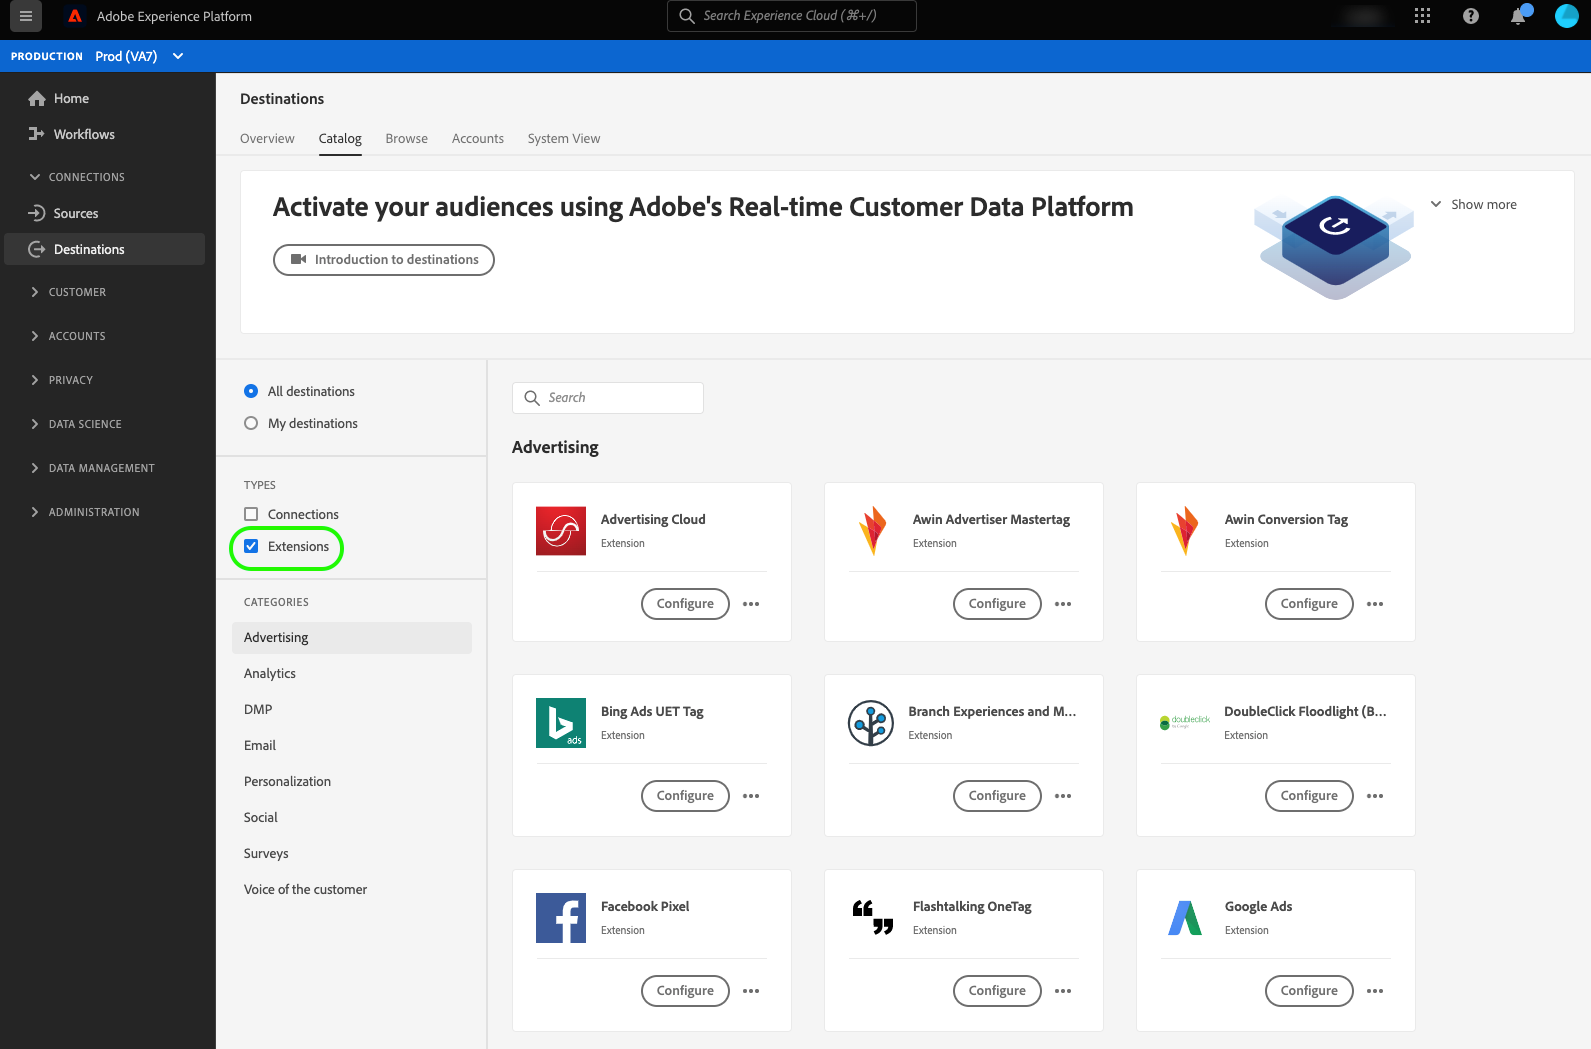 Adobe Experience Platform
Search Experience Cloud (⌘+/)
PRODUCTION Prod (VA7)
Home
Workflows
CONNECTIONS
Sources
Destinations
CUSTOMER
ACCOUNTS
PRIVACY
DATA SCIENCE
DATA MANAGEMENT
ADMINISTRATION
Destinations
Overview Catalog Browse Accounts System View
Activate your audiences using Adobe's Real-time Customer Data Platform
Introduction to destinations
Show more
All destinations
My destinations
TYPES
Connections
Extensions
CATEGORIES
Advertising
Analytics
DMP
Email
Personalization
Social
Surveys
Voice of the customer
Search
Advertising
Advertising Cloud
Extension
Configure
Awin Advertiser Mastertag
Extension
Configure
Awin Conversion Tag
Extension
Configure
ads
Bing Ads UET Tag
Extension
Configure
Branch Experiences and M...
Extension
Configure
doubleclick
DoubleClick Floodlight (B...
Extension
Configure
Facebook Pixel
Extension
Configure
Flashtalking OneTag
Extension
Configure
Google Ads
Extension
Configure